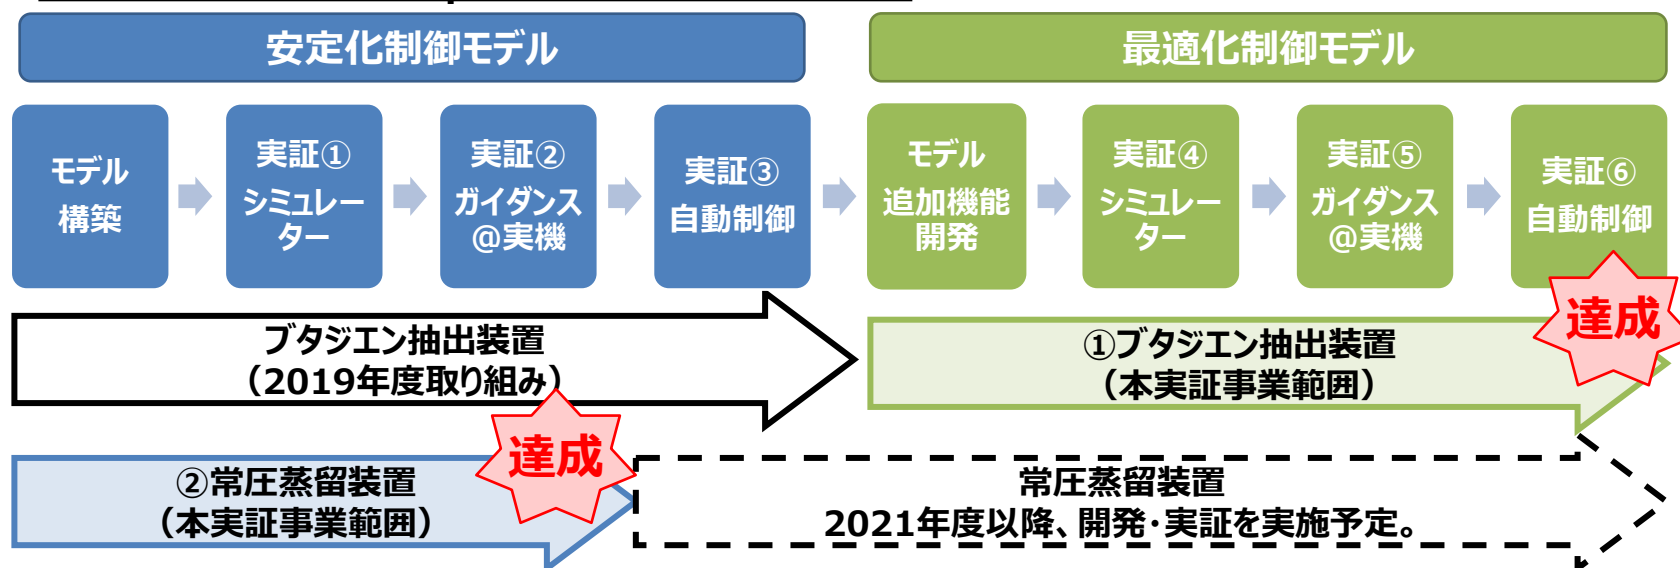 安定化制御モデル
最適化制御モデル
モデル
構築
実証①
シミュレー
ター
実証②
ガイダンス
@実機
実証③
自動制御
モデル
追加機能
開発
実証④
シミュレー
ター
実証⑤
ガイダンス
@実機
実証⑥
自動制御
ブタジエン抽出装置
（2019年度取り組み）
①ブタジエン抽出装置
（本実証事業範囲）
達成
②常圧蒸留装置
（本実証事業範囲）
達成
常圧蒸留装置
2021年度以降、開発・実証を実施予定。